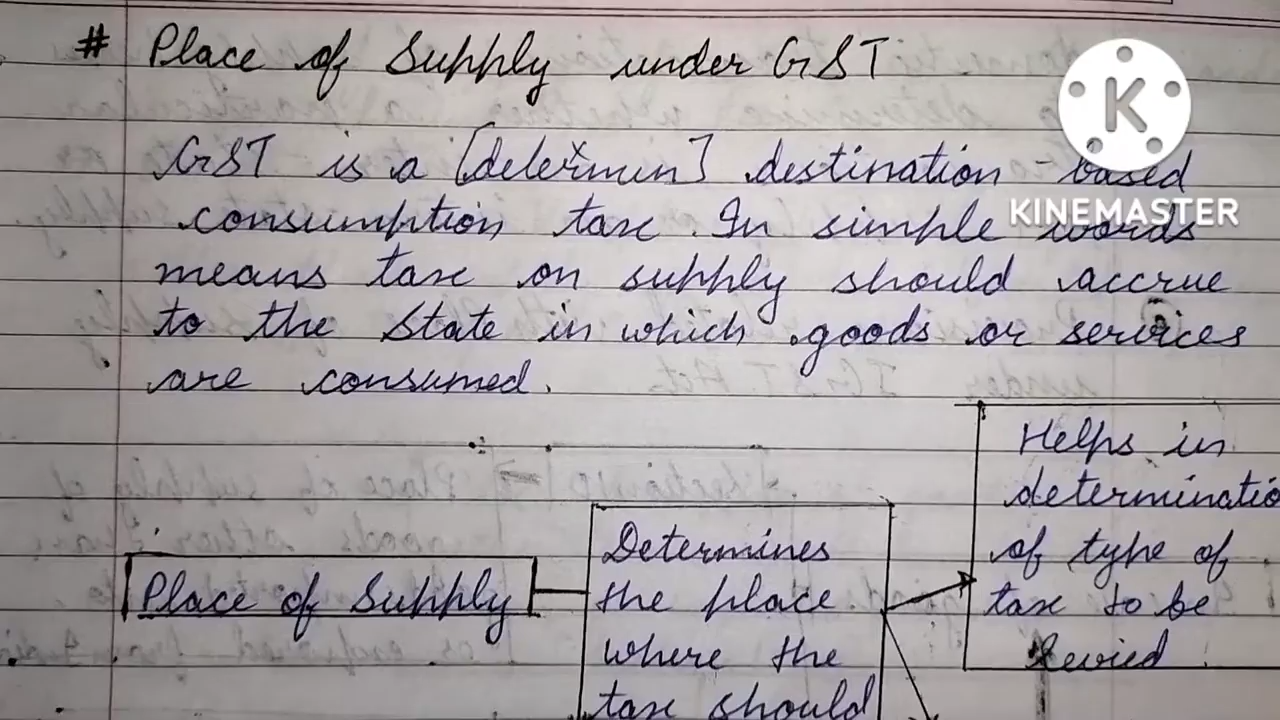 # Place of Supply under GST
GST is a [determin] destination-based
consumption tax. In simple words
means tax on supply should accrue
to the State in which goods or services
are consumed.
Place of Supply
Determines
the place
where the
tax should
Helps in
determinatio
of type of
tax to be
levied.
K
KINEMASTER